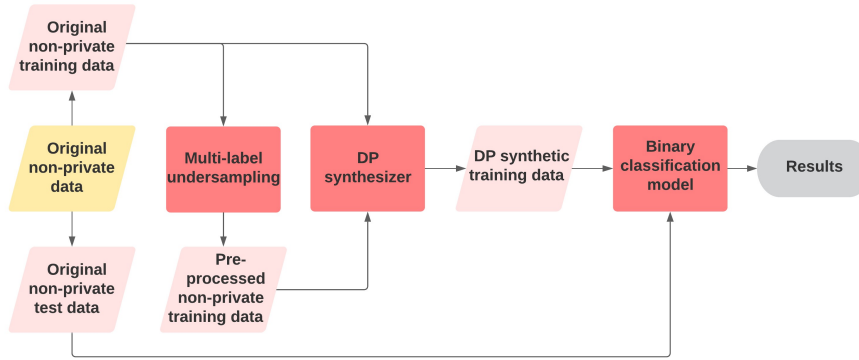 Original
non-private
training data
Original
non-private
data
Original
non-private
test data
Multi-label
undersampling
Pre-
processed
non-private
training data
DP
synthesizer
DP synthetic
training data
Binary
classification
model
Results